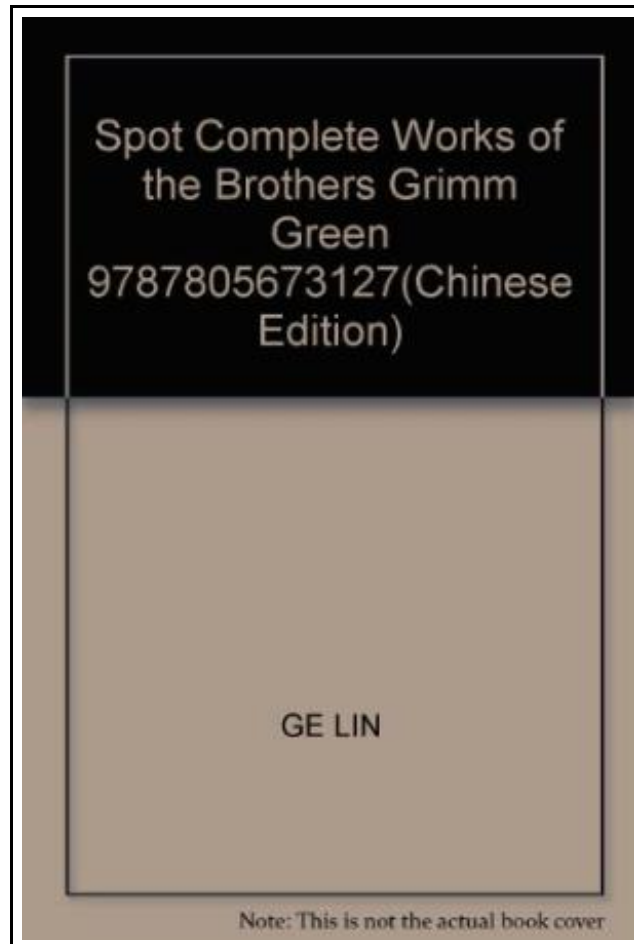 Spot Complete Works of
the Brothers Grimm
Green
9787805673127(Chinese
Edition)
GE LIN
Note: This is not the actual book cover